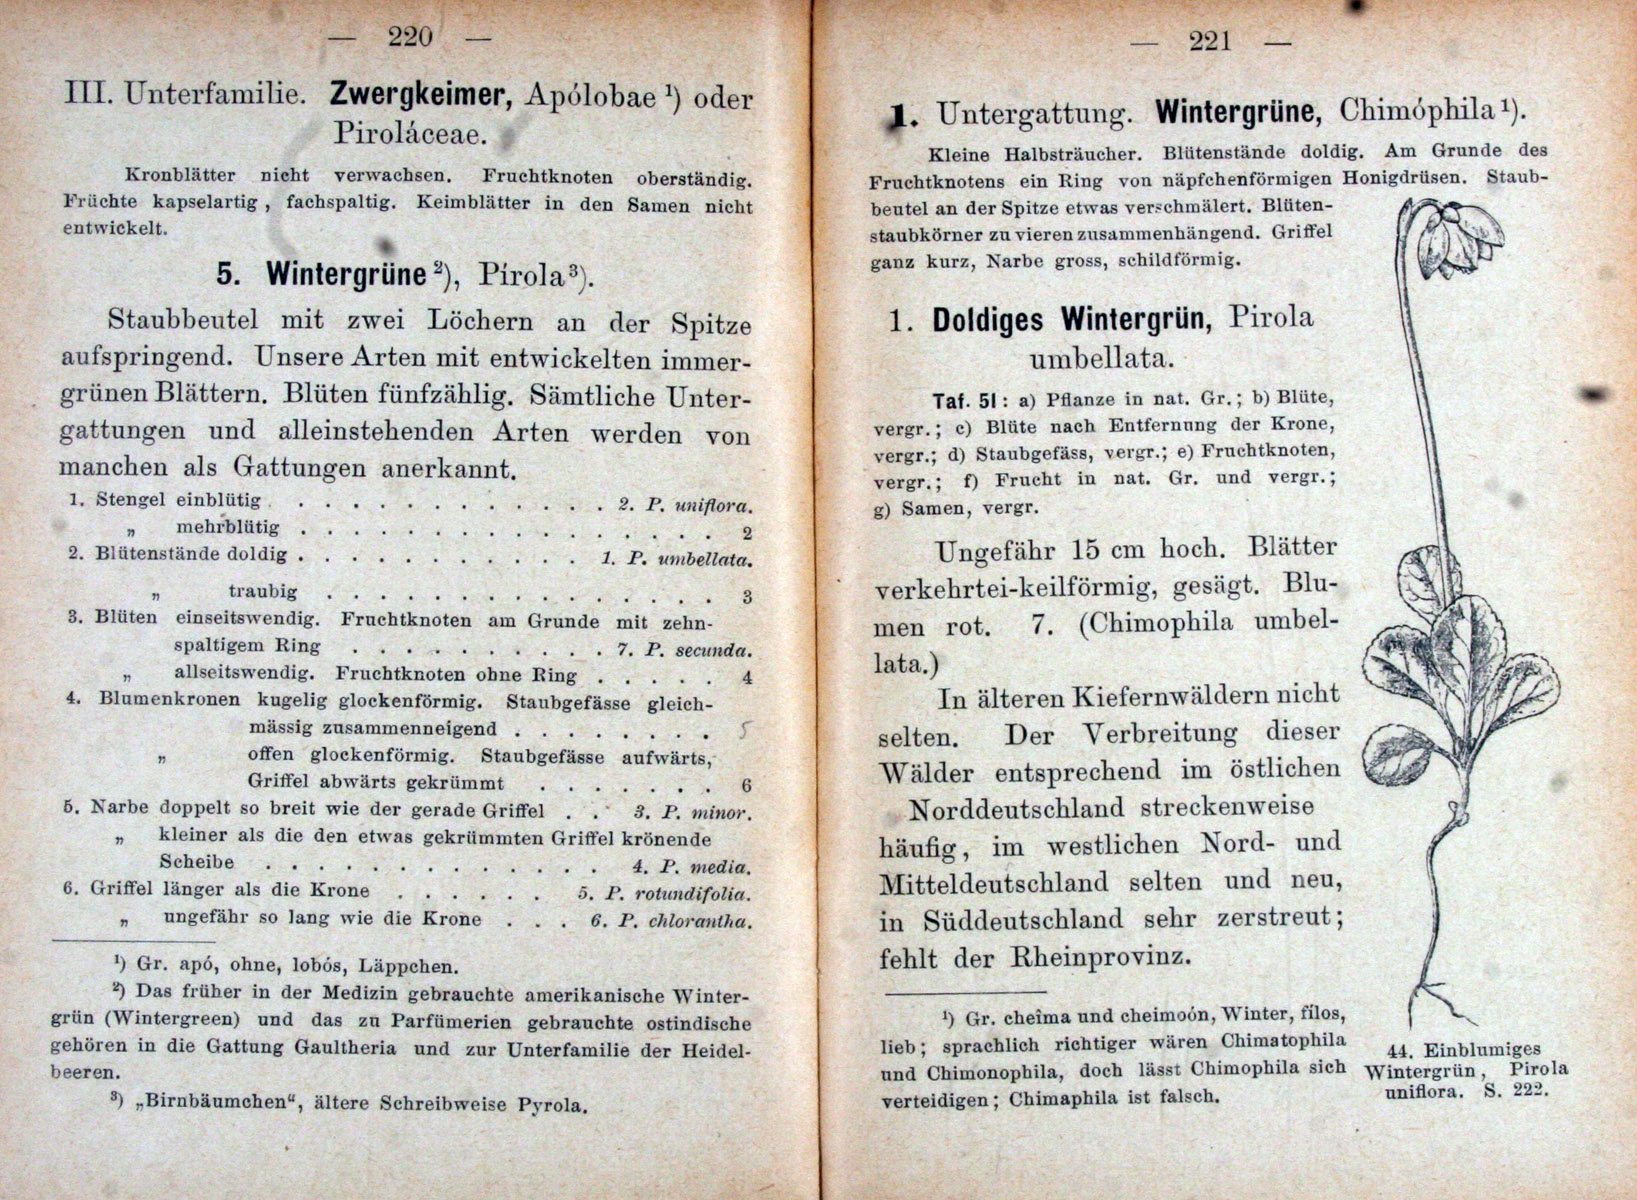 — 220 —
III. Unterfamilie. Zwergkeimer, Apólobae ¹) oder
Piroláceae.
Kronblätter nicht verwachsen. Fruchtknoten oberständig.
Früchte kapselartig, fachspaltig. Keimblätter in den Samen nicht
entwickelt.
5. Wintergrüne ²), Pírola ³).
Staubbeutel mit zwei Löchern an der Spitze
aufspringend. Unsere Arten mit entwickelten immer-
grünen Blättern. Blüten fünfzählig. Sämtliche Unter-
gattungen und alleinstehenden Arten werden von
manchen als Gattungen anerkannt.
1. Stengel einblütig . . . . . . . . . . . . 2. P. uniflora.
„ mehrblütig . . . . . . . . . . . . . . . . 2
2. Blütenstände doldig . . . . . . . . . . . 1. P. umbellata.
„ traubig . . . . . . . . . . . . . . . 3
3. Blüten einseitswendig. Fruchtknoten am Grunde mit zehn-
spaltigem Ring . . . . . . . . . . 7. P. secunda.
„ allseitswendig. Fruchtknoten ohne Ring . . . . . 4
4. Blumenkronen kugelig glockenförmig. Staubgefässe gleich-
mässig zusammenneigend . . . . . . . . 5
„ offen glockenförmig. Staubgefässe aufwärts,
Griffel abwärts gekrümmt . . . . . . . 6
5. Narbe doppelt so breit wie der gerade Griffel . . 3. P. minor.
„ kleiner als die den etwas gekrümmten Griffel krönende
Scheibe . . . . . . . . . . . . . 4. P. media.
6. Griffel länger als die Krone . . . . . . 5. P. rotundifolia.
„ ungefähr so lang wie die Krone . . . 6. P. chlorantha.
¹) Gr. apó, ohne, lobós, Läppchen.
²) Das früher in der Medizin gebrauchte amerikanische Winter-
grün (Wintergreen) und das zu Parfümerien gebrauchte ostindische
gehören in die Gattung Gaultheria und zur Unterfamilie der Heidel-
beeren.
³) „Birnbäumchen“, ältere Schreibweise Pyrola.
— 221 —
1. Untergattung. Wintergrüne, Chimóphila ¹).
Kleine Halbsträucher. Blütenstände doldig. Am Grunde des
Fruchtknotens ein Ring von näpfchenförmigen Honigdrüsen. Staub-
beutel an der Spitze etwas verschmälert. Blüten-
staubkörner zu vieren zusammenhängend. Griffel
ganz kurz, Narbe gross, schildförmig.
1. Doldiges Wintergrün, Pirola
umbellata.
Taf. 51: a) Pflanze in nat. Gr.; b) Blüte,
vergr.; c) Blüte nach Entfernung der Krone,
vergr.; d) Staubgefäss, vergr.; e) Fruchtknoten,
vergr.; f) Frucht in nat. Gr. und vergr.;
g) Samen, vergr.
Ungefähr 15 cm hoch. Blätter
verkehrtei-keilförmig, gesägt. Blu-
men rot. 7. (Chimophila umbel-
lata.)
In älteren Kiefernwäldern nicht
selten. Der Verbreitung dieser
Wälder entsprechend im östlichen
Norddeutschland streckenweise
häufig, im westlichen Nord- und
Mitteldeutschland selten und neu,
in Süddeutschland sehr zerstreut;
fehlt der Rheinprovinz.
¹) Gr. cheîma und cheimoón, Winter, fílos,
lieb; sprachlich richtiger wären Chimatophila
und Chimonophila, doch lässt Chimophila sich
verteidigen; Chimaphila ist falsch.
44. Einblumiges
Wintergrün, Pirola
uniflora. S. 222.